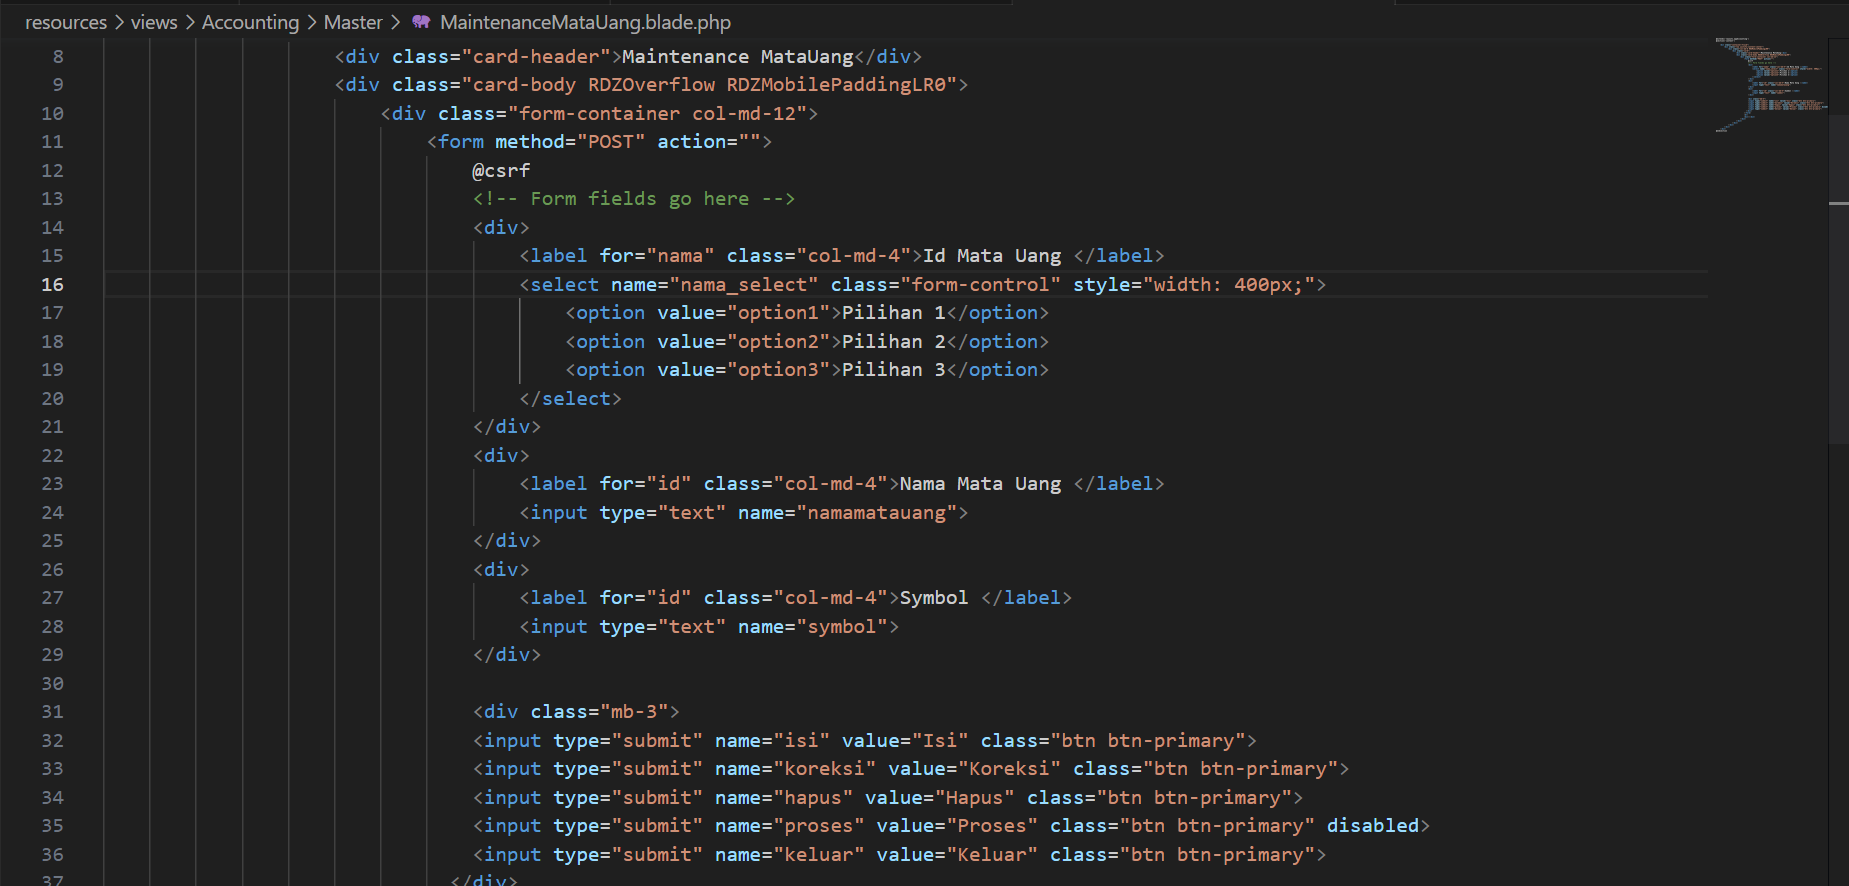 resources > views > Accounting > Master > MaintenanceMataUang.blade.php
8 <div class="card-header">Maintenance MataUang</div>
9 <div class="card-body RDZOverflow RDZMobilePaddingLR0">
10 <div class="form-container col-md-12">
11 <form method="POST" action="">
12 @csrf
13 <!-- Form fields go here -->
14 <div>
15 <label for="nama" class="col-md-4">Id Mata Uang </label>
16 <select name="nama_select" class="form-control" style="width: 400px;">
17 <option value="option1">Pilihan 1</option>
18 <option value="option2">Pilihan 2</option>
19 <option value="option3">Pilihan 3</option>
20 </select>
21 </div>
22 <div>
23 <label for="id" class="col-md-4">Nama Mata Uang </label>
24 <input type="text" name="namamatauang">
25 </div>
26 <div>
27 <label for="id" class="col-md-4">Symbol </label>
28 <input type="text" name="symbol">
29 </div>
30
31 <div class="mb-3">
32 <input type="submit" name="isi" value="Isi" class="btn btn-primary">
33 <input type="submit" name="koreksi" value="Koreksi" class="btn btn-primary">
34 <input type="submit" name="hapus" value="Hapus" class="btn btn-primary">
35 <input type="submit" name="proses" value="Proses" class="btn btn-primary" disabled>
36 <input type="submit" name="keluar" value="Keluar" class="btn btn-primary">
37 </div>